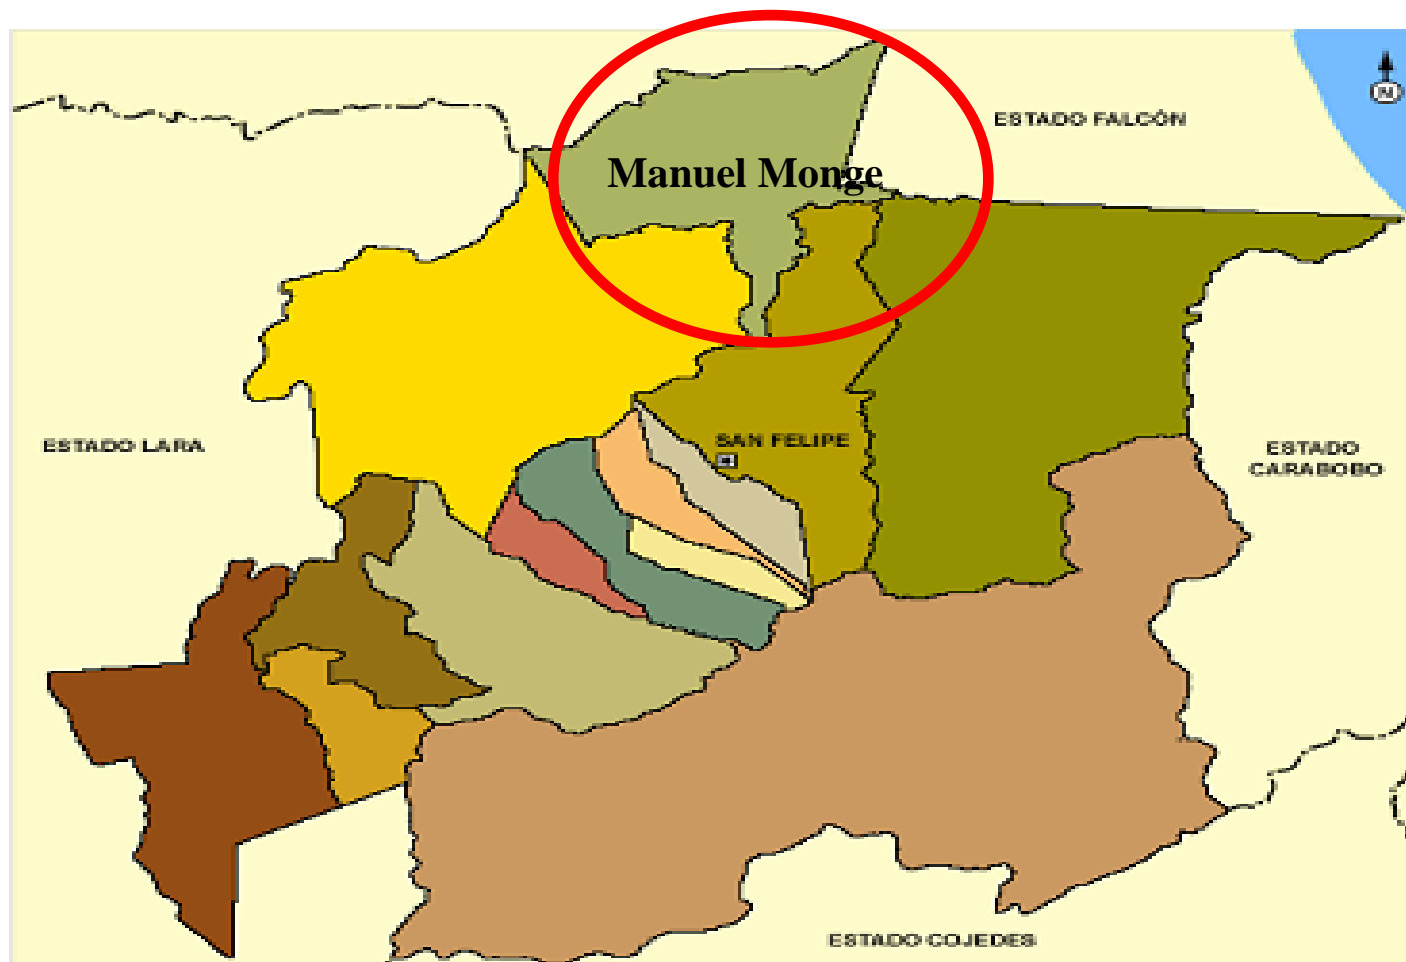 ESTADO FALCÓN
Manuel Monge
ESTADO LARA
SAN FELIPE
ESTADO
CARABOBO
ESTADO COJEDES